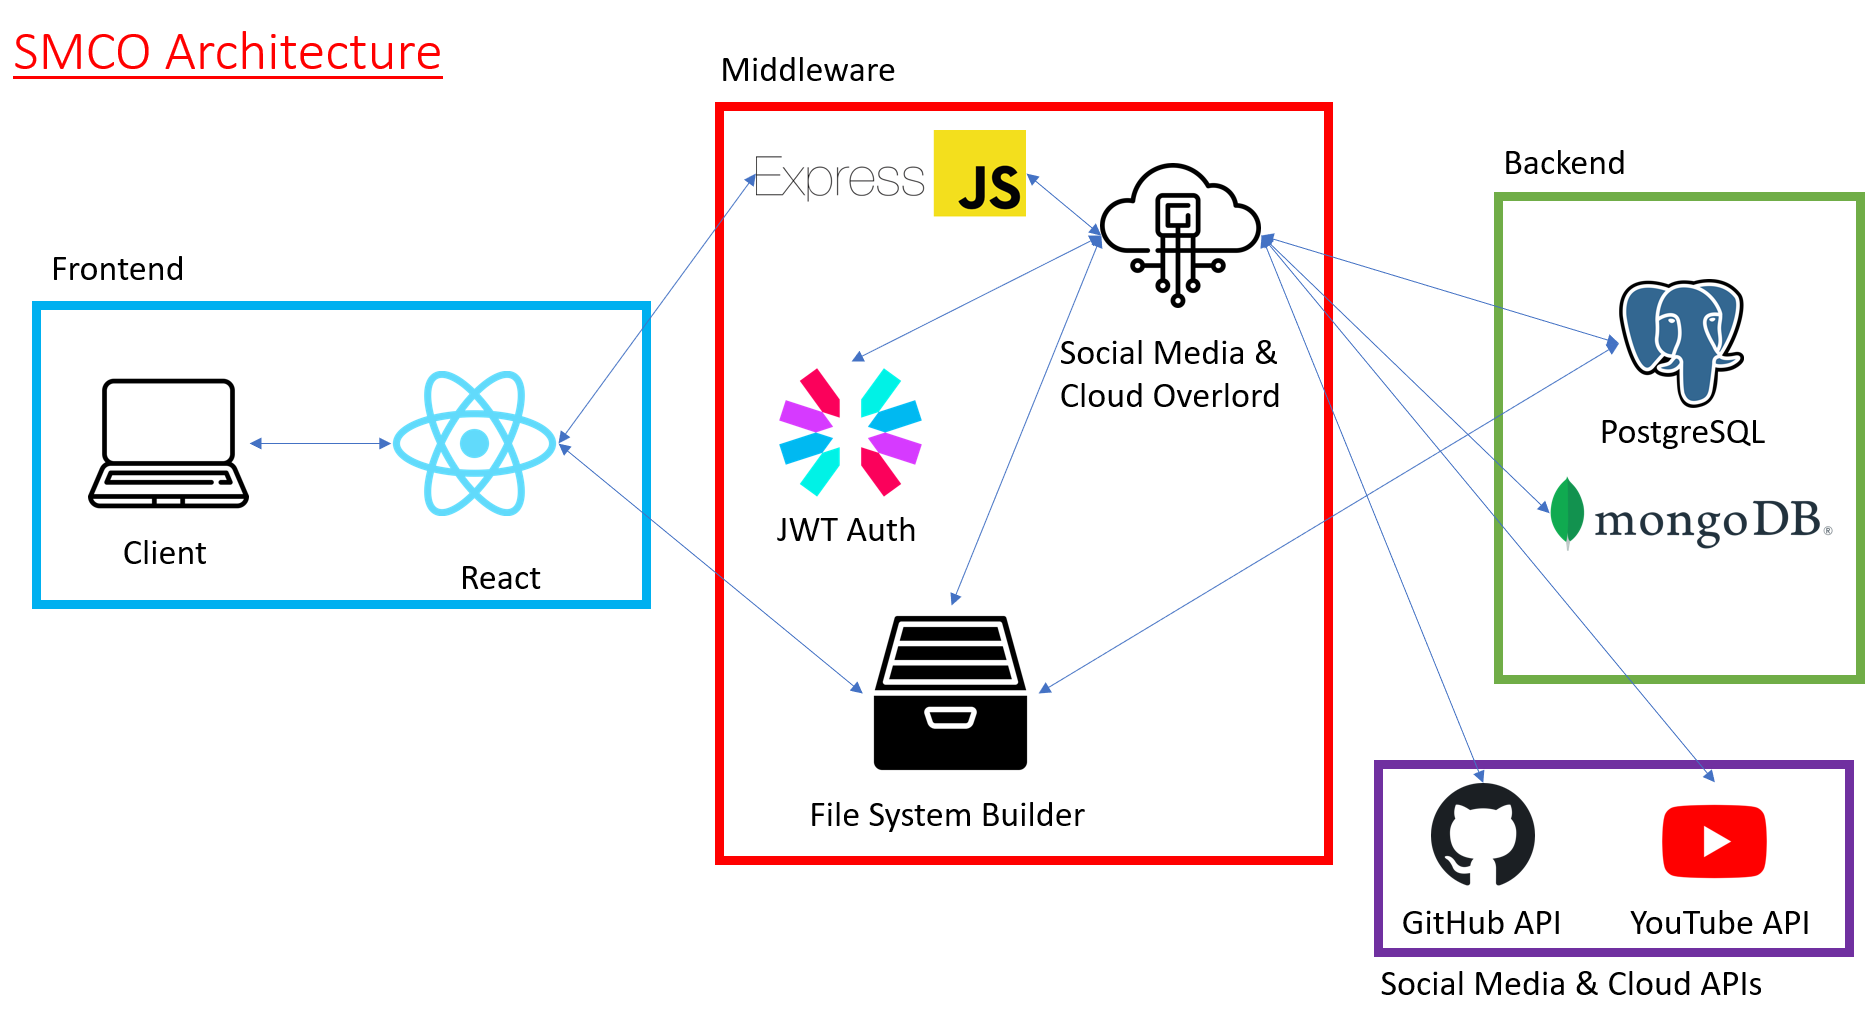 SMCO Architecture
Middleware
Express JS
Backend
Frontend
Social Media &
Cloud Overlord
PostgreSQL
mongoDB®
JWT Auth
Client
React
File System Builder
GitHub API
YouTube API
Social Media & Cloud APIs